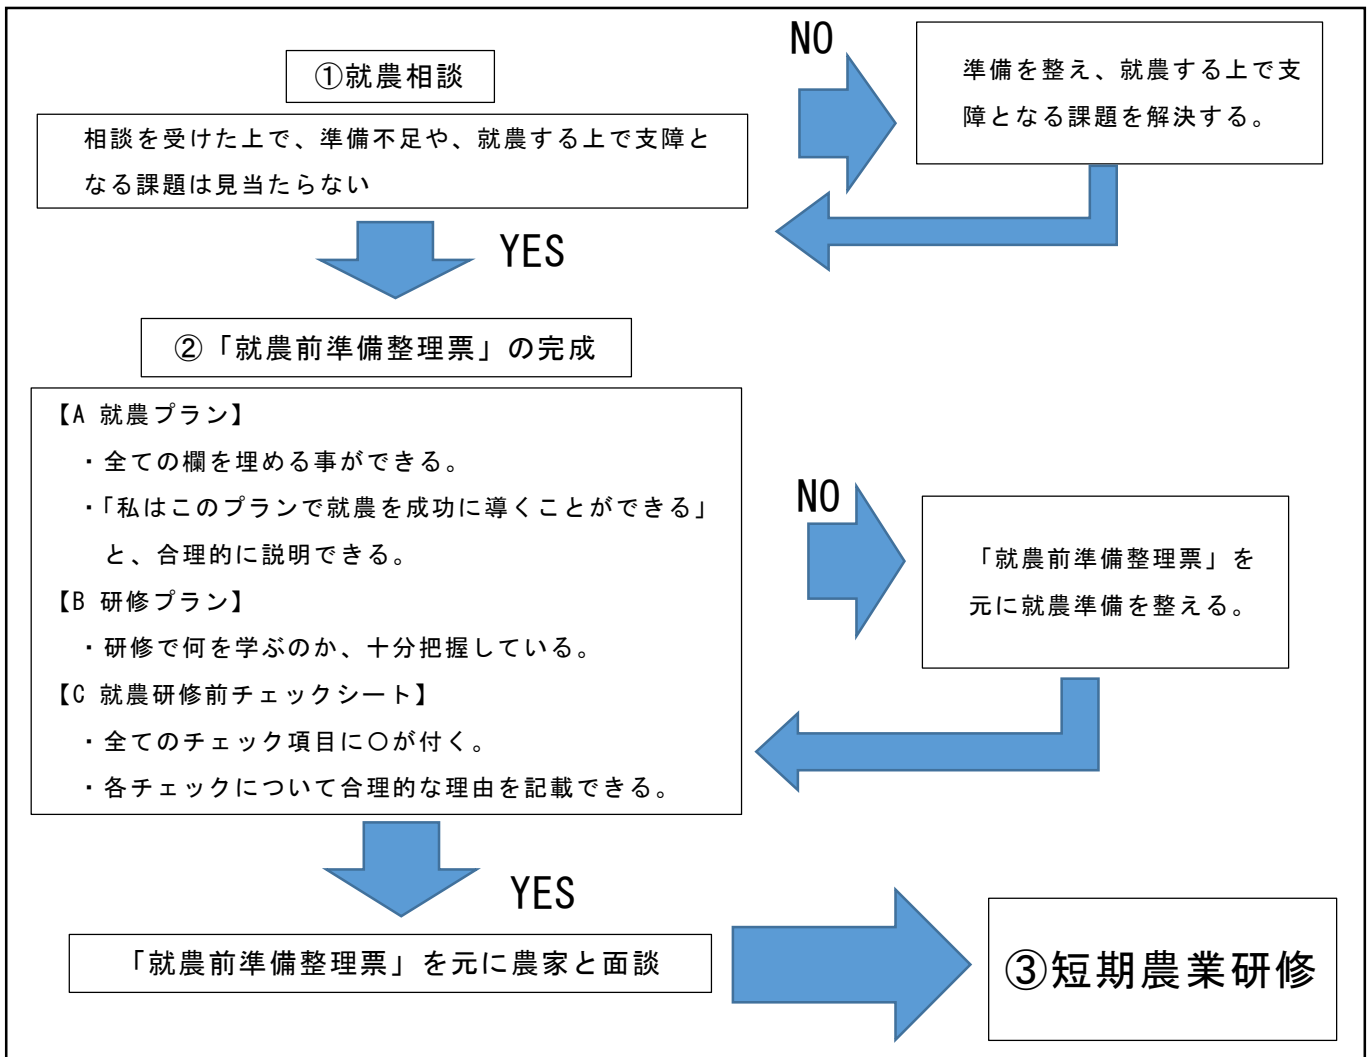 ①就農相談
相談を受けた上で、準備不足や、就農する上で支障と
なる課題は見当たらない
NO
準備を整え、就農する上で支
障となる課題を解決する。
YES
②「就農前準備整理票」の完成
【A 就農プラン】
・全ての欄を埋める事ができる。
・「私はこのプランで就農を成功に導くことができる」
と、合理的に説明できる。
【B 研修プラン】
・研修で何を学ぶのか、十分把握している。
【C 就農研修前チェックシート】
・全てのチェック項目に〇が付く。
・各チェックについて合理的な理由を記載できる。
NO
「就農前準備整理票」を
元に就農準備を整える。
YES
「就農前準備整理票」を元に農家と面談
③短期農業研修